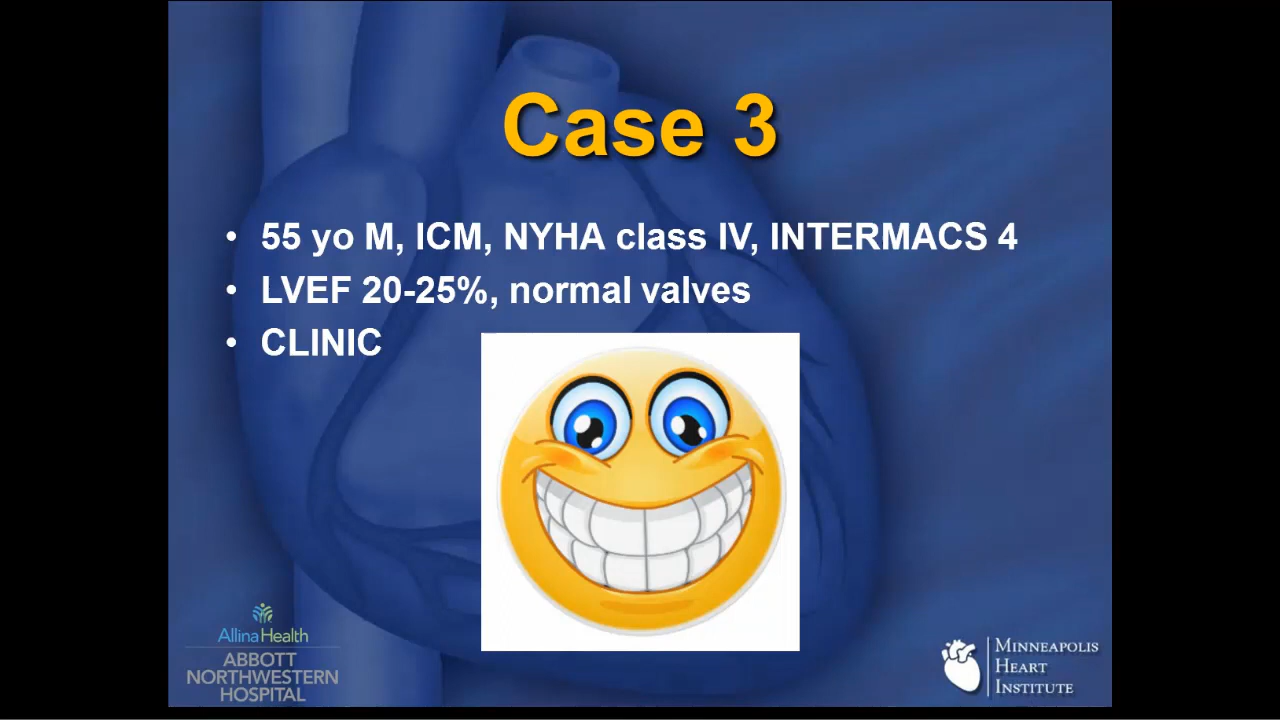 Case 3
• 55 yo M, ICM, NYHA class IV, INTERMACS 4
• LVEF 20-25%, normal valves
• CLINIC
Allina Health
ABBOTT
NORTHWESTERN
HOSPITAL
MINNEAPOLIS
HEART
INSTITUTE